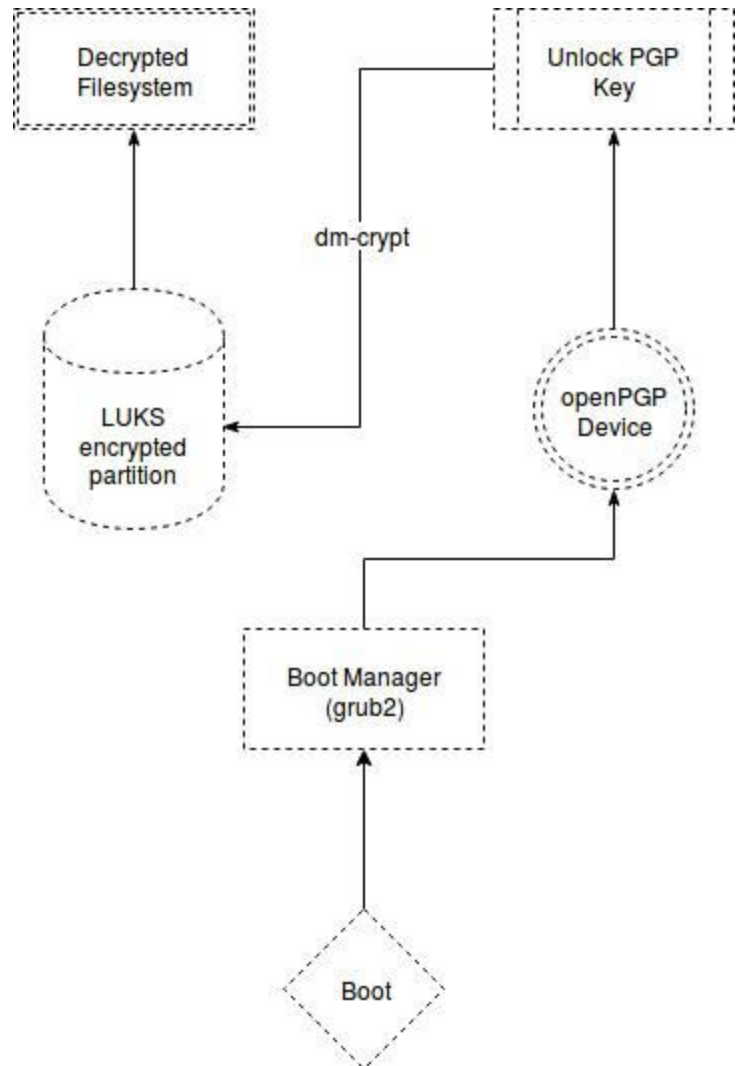 Decrypted
Filesystem
Unlock PGP
Key
dm-crypt
LUKS
encrypted
partition
openPGP
Device
Boot Manager
(grub2)
Boot